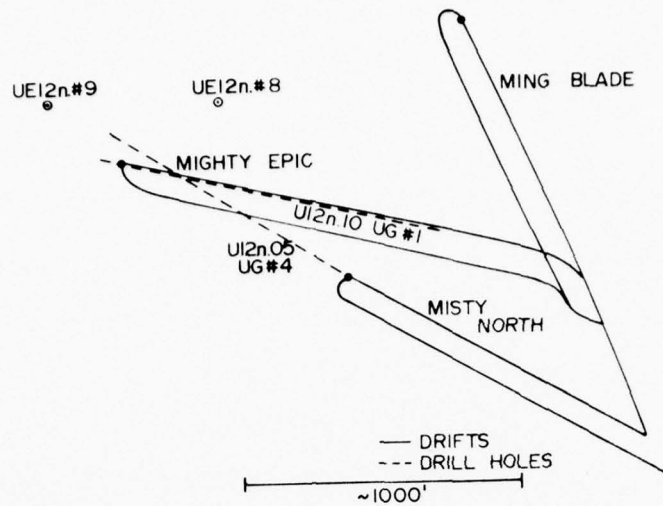 UE12n.#9
UE12n.#8
MING BLADE
MIGHTY EPIC
U12n.10 UG#1
U12n.05
UG#4
MISTY
NORTH
— DRIFTS
--- DRILL HOLES
~1000'